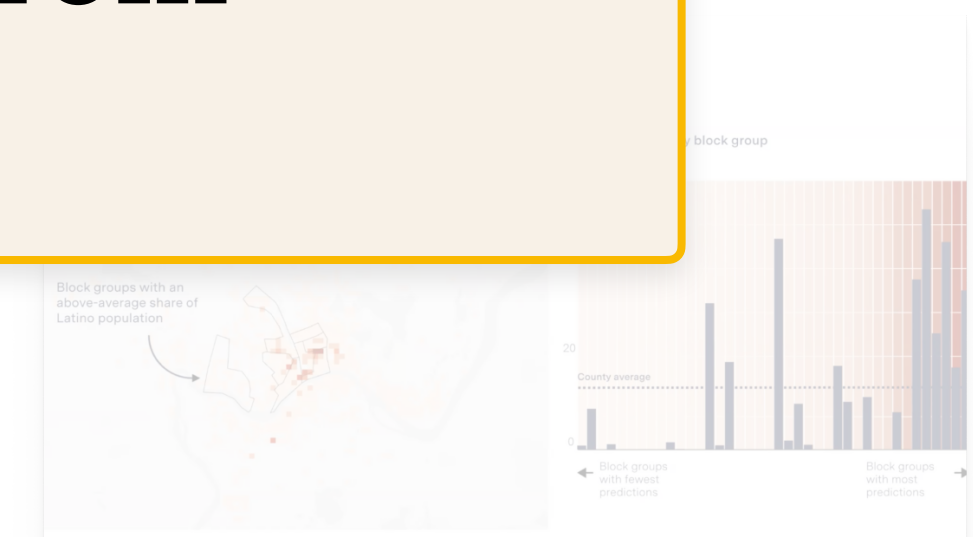 block group
Block groups with an
above-average share of
Latino population
20
County average
0
Block groups
with fewest
predictions
Block groups
with most
predictions